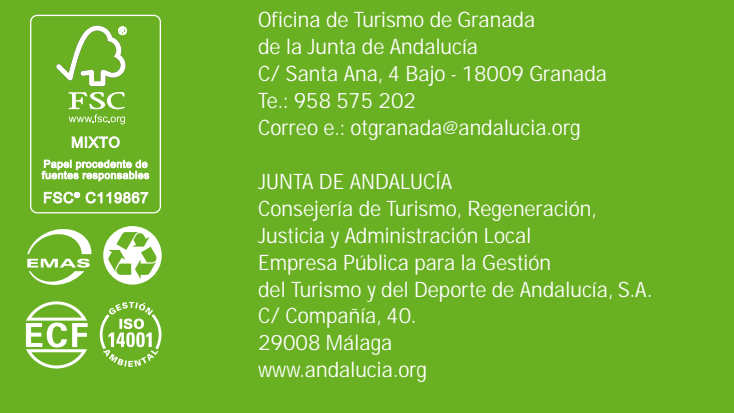 FSC
www.fsc.org
MIXTO
Papel procedente de
fuentes responsables
FSC® C119867
EMAS
ECF
GESTIÓN
ISO
14001
AMBIENTAL
Oficina de Turismo de Granada
de la Junta de Andalucía
C/ Santa Ana, 4 Bajo - 18009 Granada
Te.: 958 575 202
Correo e.: otgranada@andalucia.org
JUNTA DE ANDALUCÍA
Consejería de Turismo, Regeneración,
Justicia y Administración Local
Empresa Pública para la Gestión
del Turismo y del Deporte de Andalucía, S.A.
C/ Compañía, 40.
29008 Málaga
www.andalucia.org